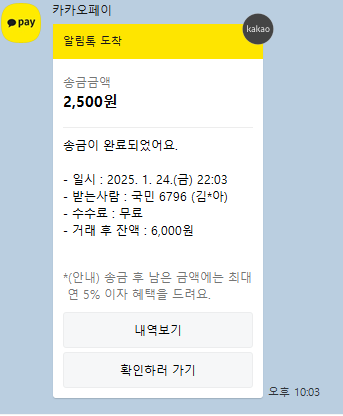 pay
카카오페이
알림톡 도착
kakao
송금금액
2,500원
송금이 완료되었어요.
- 일시 : 2025. 1. 24.(금) 22:03
- 받는사람 : 국민 6796 (김*아)
- 수수료 : 무료
- 거래 후 잔액 : 6,000원
*(안내) 송금 후 남은 금액에는 최대
연 5% 이자 혜택을 드려요.
내역보기
확인하러 가기
오후 10:03